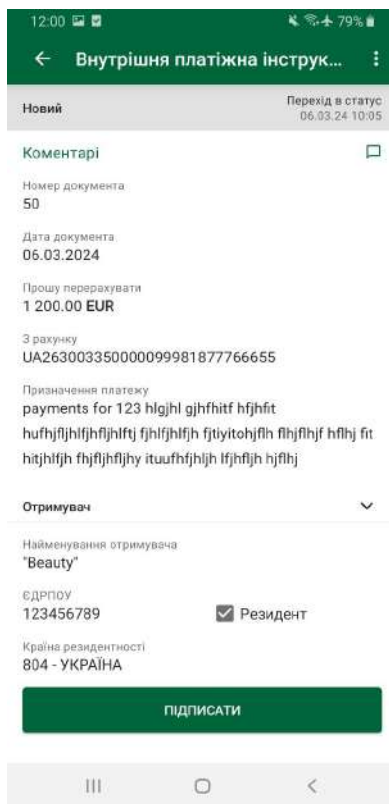 12:00 79%
Внутрішня платіжна інструк...
Новий
Перехід в статус
06.03.24 10:05
Коментарі
Номер документа
50
Дата документа
06.03.2024
Прошу перерахувати
1 200.00 EUR
З рахунку
UA263003350000099981877766655
Призначення платежу
payments for 123 hlgjhl gjhfhitf hfjhfit
hufhjfljhlfjhfljhlftj fjhlfjhlfjh fjtiyitohjflh flhjflhjf hflhj fit
hitjhlfjh fhjfljhfljhy ituufhfjhljh lfjhfljh hjflhj
Отримувач
Найменування отримувача
"Beauty"
ЄДРПОУ
123456789
Резидент
Країна резидентності
804 - УКРАЇНА
ПІДПИСАТИ